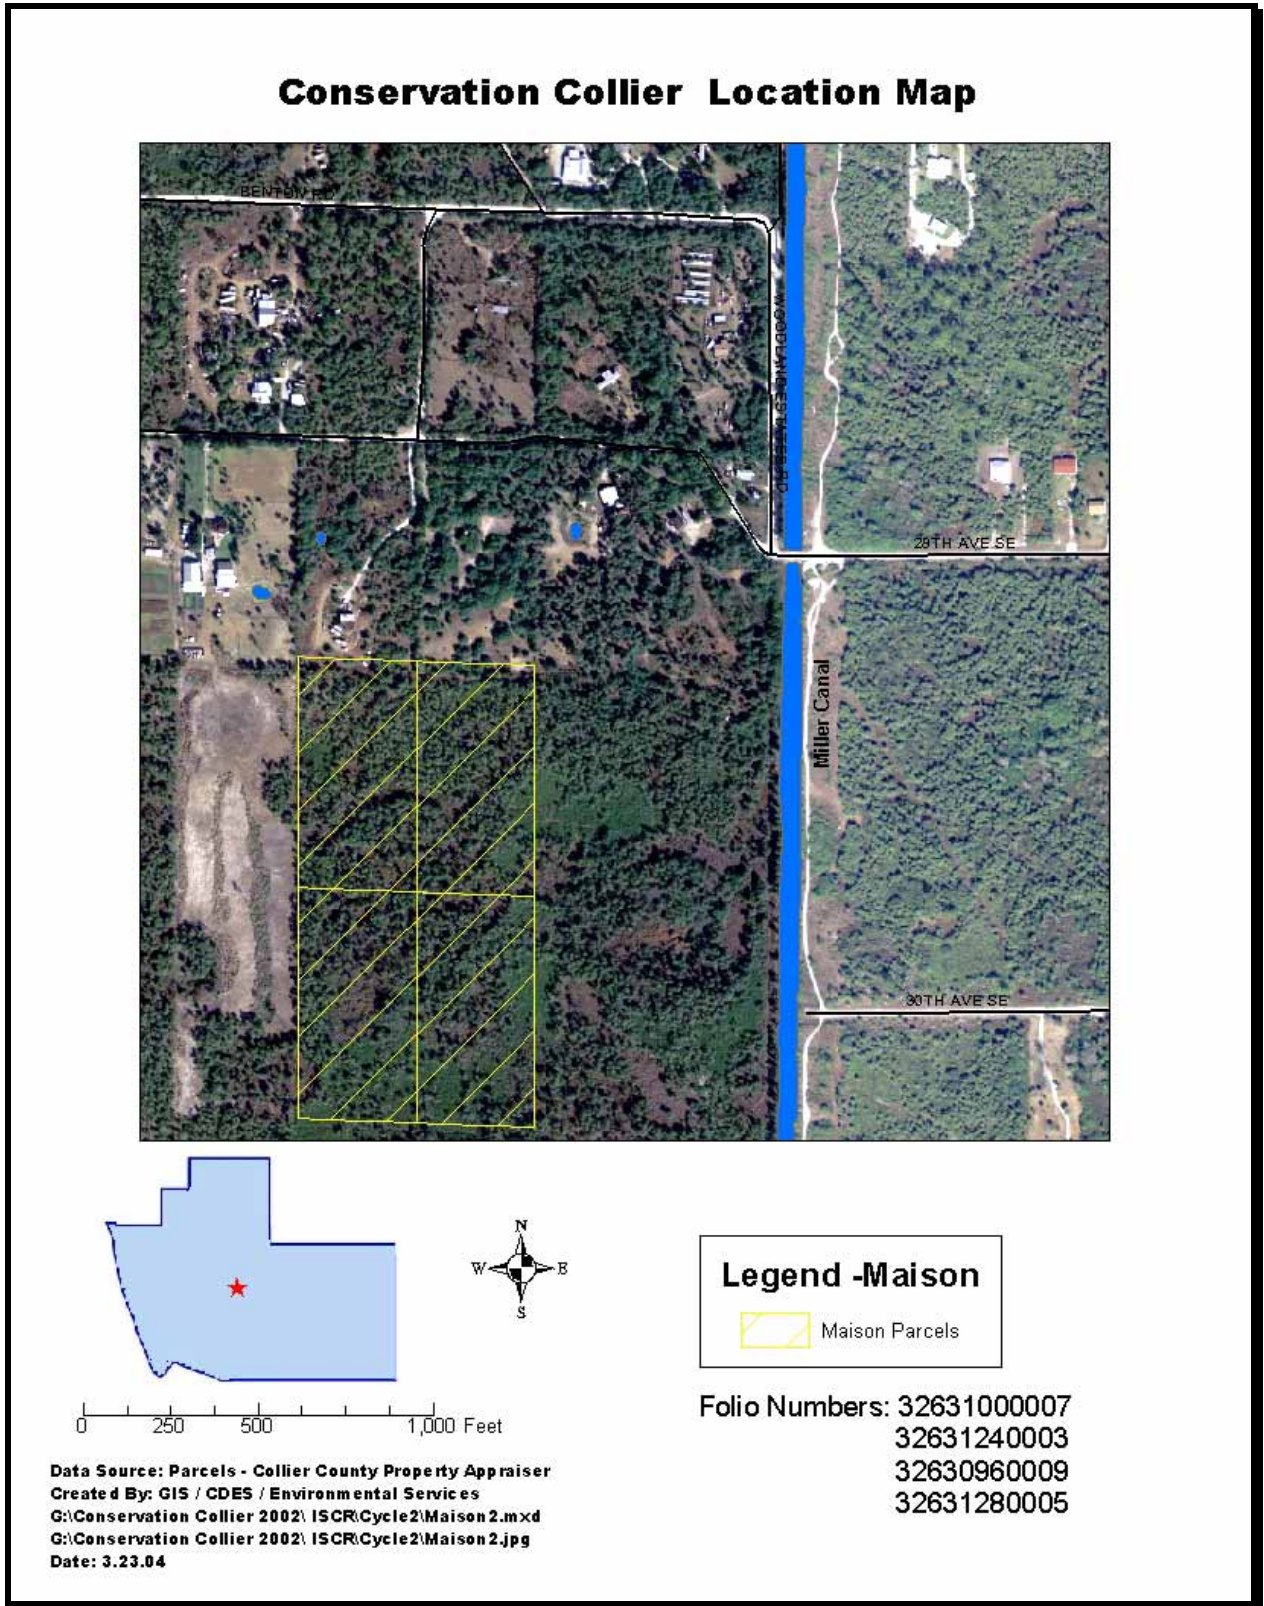 Conservation Collier Location Map
BENTON RD
WOODLAND ESTATES RD
29TH AVE SE
Miller Canal
30TH AVE SE
N
W E
S
Legend -Maison
Maison Parcels
0 250 500 1,000 Feet
Folio Numbers: 32631000007
32631240003
32630960009
32631280005
Data Source: Parcels - Collier County Property Appraiser
Created By: GIS / CDES / Environmental Services
G:\Conservation Collier 2002\ ISCR\Cycle2\Maison2.mxd
G:\Conservation Collier 2002\ ISCR\Cycle2\Maison2.jpg
Date: 3.23.04